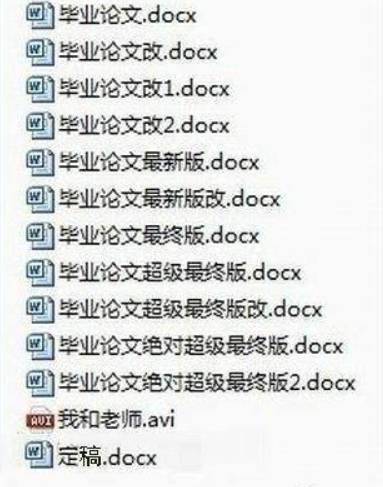 毕业论文.docx
毕业论文改.docx
毕业论文改1.docx
毕业论文改2.docx
毕业论文最新版.docx
毕业论文最新版改.docx
毕业论文最终版.docx
毕业论文超级最终版.docx
毕业论文超级最终版改.docx
毕业论文绝对超级最终版.docx
毕业论文绝对超级最终版2.docx
我和老师.avi
定稿.docx